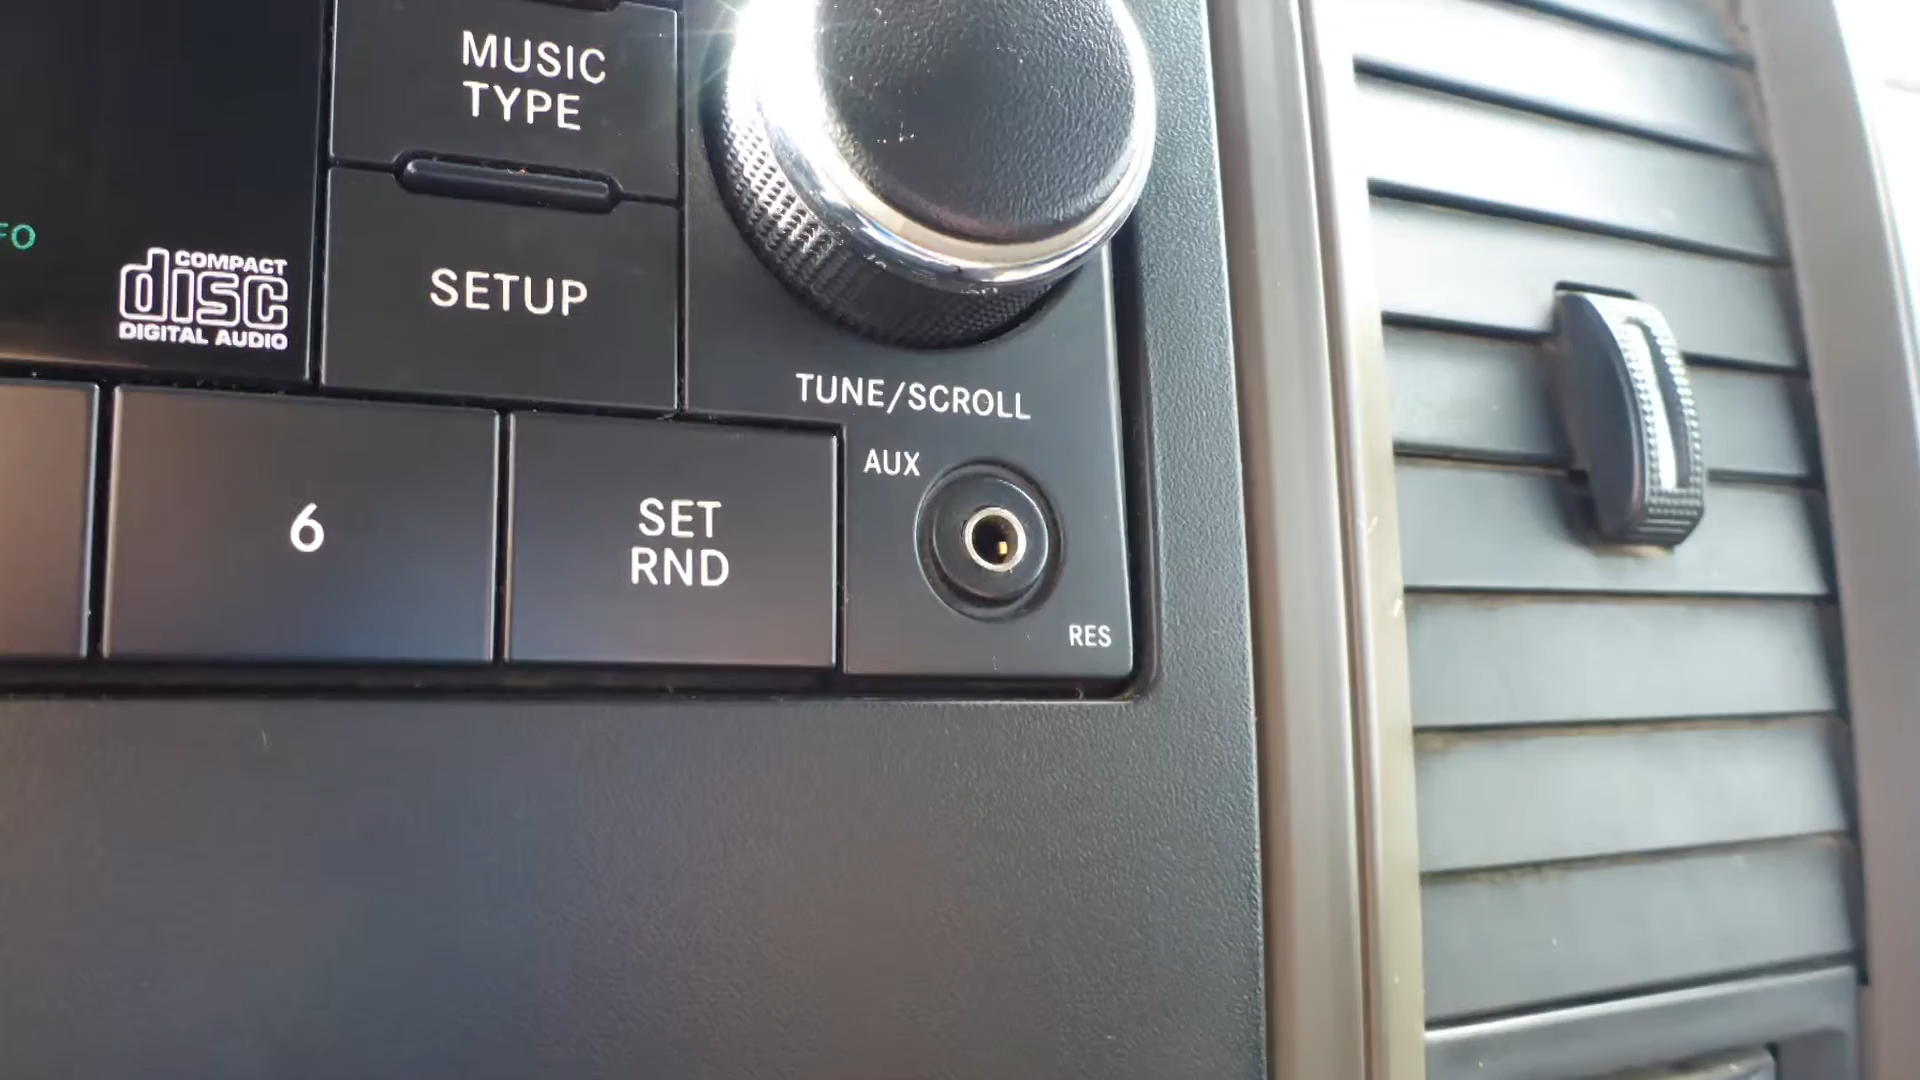 MUSIC
TYPE
FO
COMPACT
disc
DIGITAL AUDIO
SETUP
TUNE/SCROLL
AUX
6
SET
RND
RES